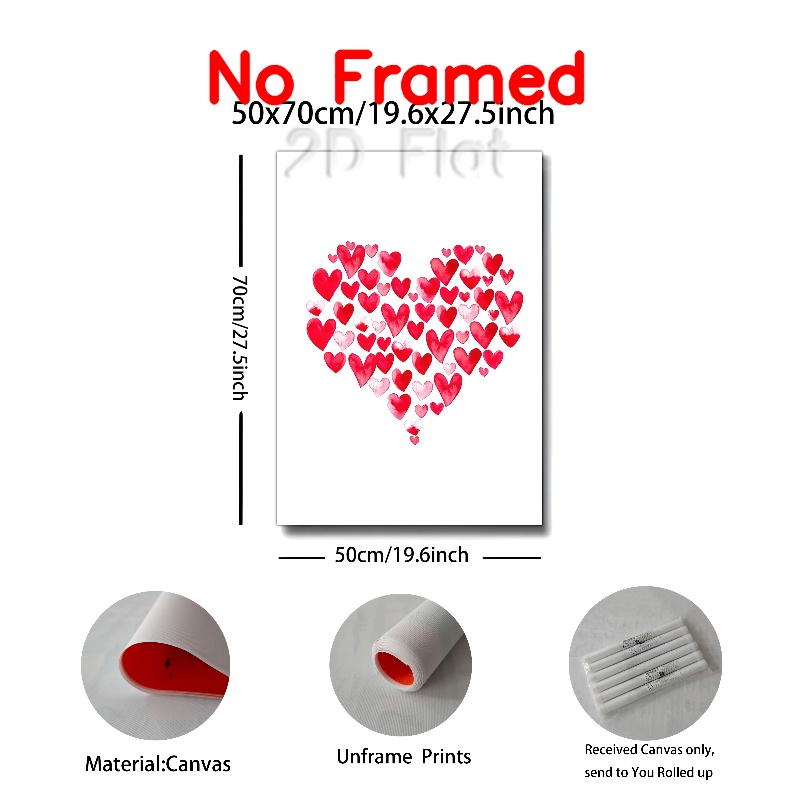 No Framed
50x70cm/19.6x27.5inch
2D Flat
70cm/27.5inch
50cm/19.6inch
Material:Canvas
Unframe Prints
Received Canvas only,
send to You Rolled up